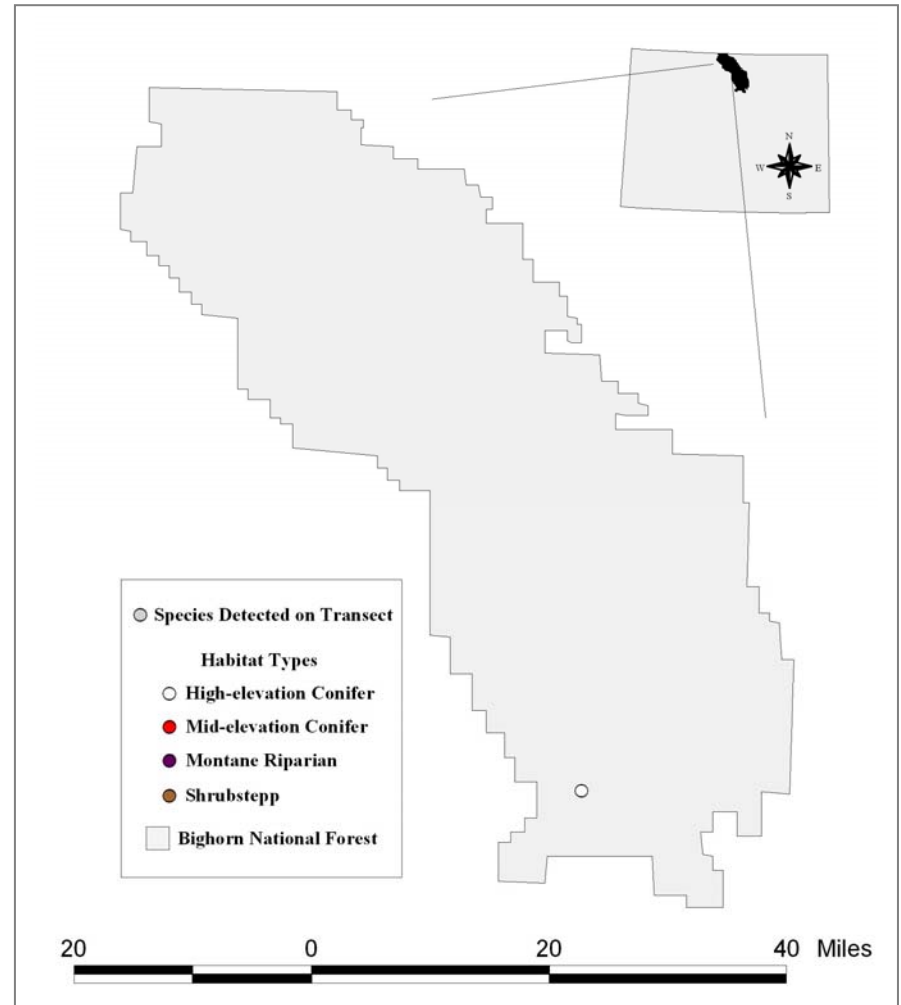 N
W E
S
Species Detected on Transect
Habitat Types
High-elevation Conifer
Mid-elevation Conifer
Montane Riparian
Shrubstepp
Bighorn National Forest
20 0 20 40 Miles